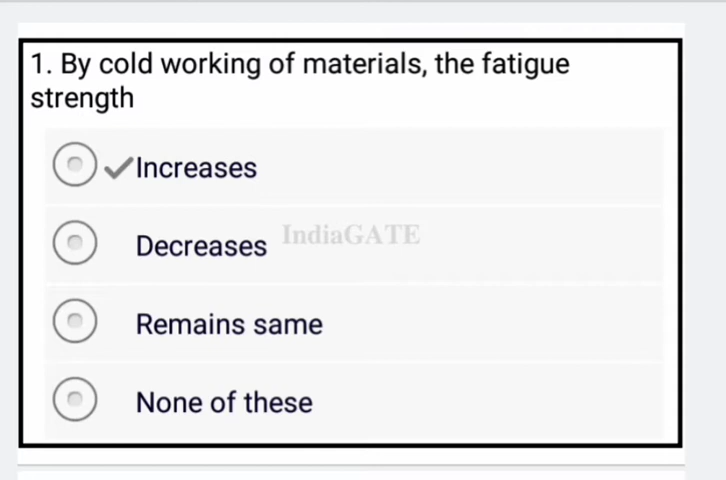 1. By cold working of materials, the fatigue
strength
Increases
Decreases
IndiaGATE
Remains same
None of these